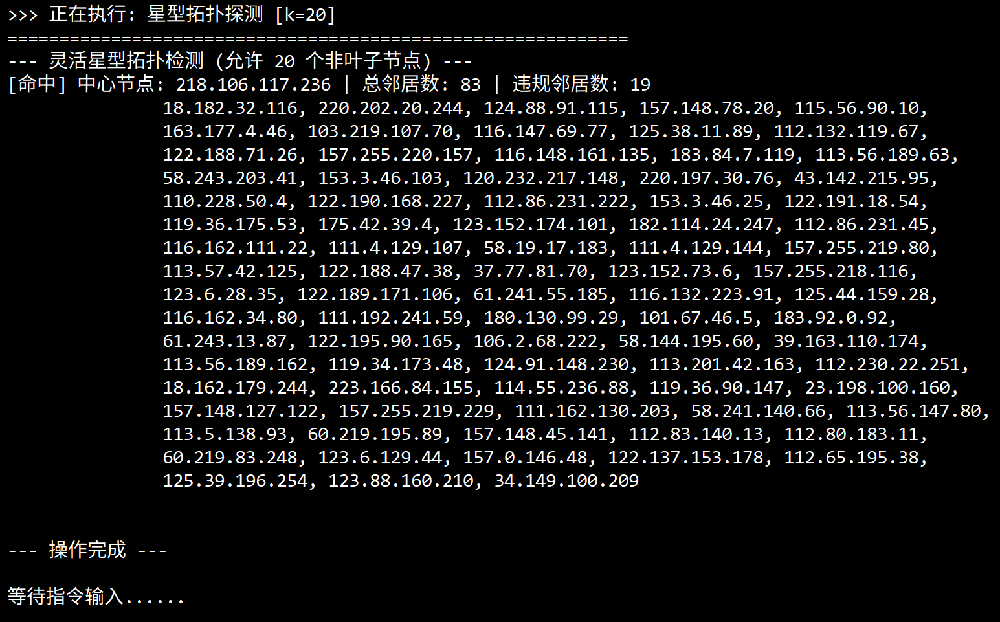 >>> 正在执行: 星型拓扑探测 [k=20]
============================================================
--- 灵活星型拓扑检测 (允许 20 个非叶子节点) ---
[命中] 中心节点: 218.106.117.236 | 总邻居数: 83 | 违规邻居数: 19
18.182.32.116, 220.202.20.244, 124.88.91.115, 157.148.78.20, 115.56.90.10,
163.177.4.46, 103.219.107.70, 116.147.69.77, 125.38.11.89, 112.132.119.67,
122.188.71.26, 157.255.220.157, 116.148.161.135, 183.84.7.119, 113.56.189.63,
58.243.203.41, 153.3.46.103, 120.232.217.148, 220.197.30.76, 43.142.215.95,
110.228.50.4, 122.190.168.227, 112.86.231.222, 153.3.46.25, 122.191.18.54,
119.36.175.53, 175.42.39.4, 123.152.174.101, 182.114.24.247, 112.86.231.45,
116.162.111.22, 111.4.129.107, 58.19.17.183, 111.4.129.144, 157.255.219.80,
113.57.42.125, 122.188.47.38, 37.77.81.70, 123.152.73.6, 157.255.218.116,
123.6.28.35, 122.189.171.106, 61.241.55.185, 116.132.223.91, 125.44.159.28,
116.162.34.80, 111.192.241.59, 180.130.99.29, 101.67.46.5, 183.92.0.92,
61.243.13.87, 122.195.90.165, 106.2.68.222, 58.144.195.60, 39.163.110.174,
113.56.189.162, 119.34.173.48, 124.91.148.230, 113.201.42.163, 112.230.22.251,
18.162.179.244, 223.166.84.155, 114.55.236.88, 119.36.90.147, 23.198.100.160,
157.148.127.122, 157.255.219.229, 111.162.130.203, 58.241.140.66, 113.56.147.80,
113.5.138.93, 60.219.195.89, 157.148.45.141, 112.83.140.13, 112.80.183.11,
60.219.83.248, 123.6.129.44, 157.0.146.48, 122.137.153.178, 112.65.195.38,
125.39.196.254, 123.88.160.210, 34.149.100.209
--- 操作完成 ---
等待指令输入......